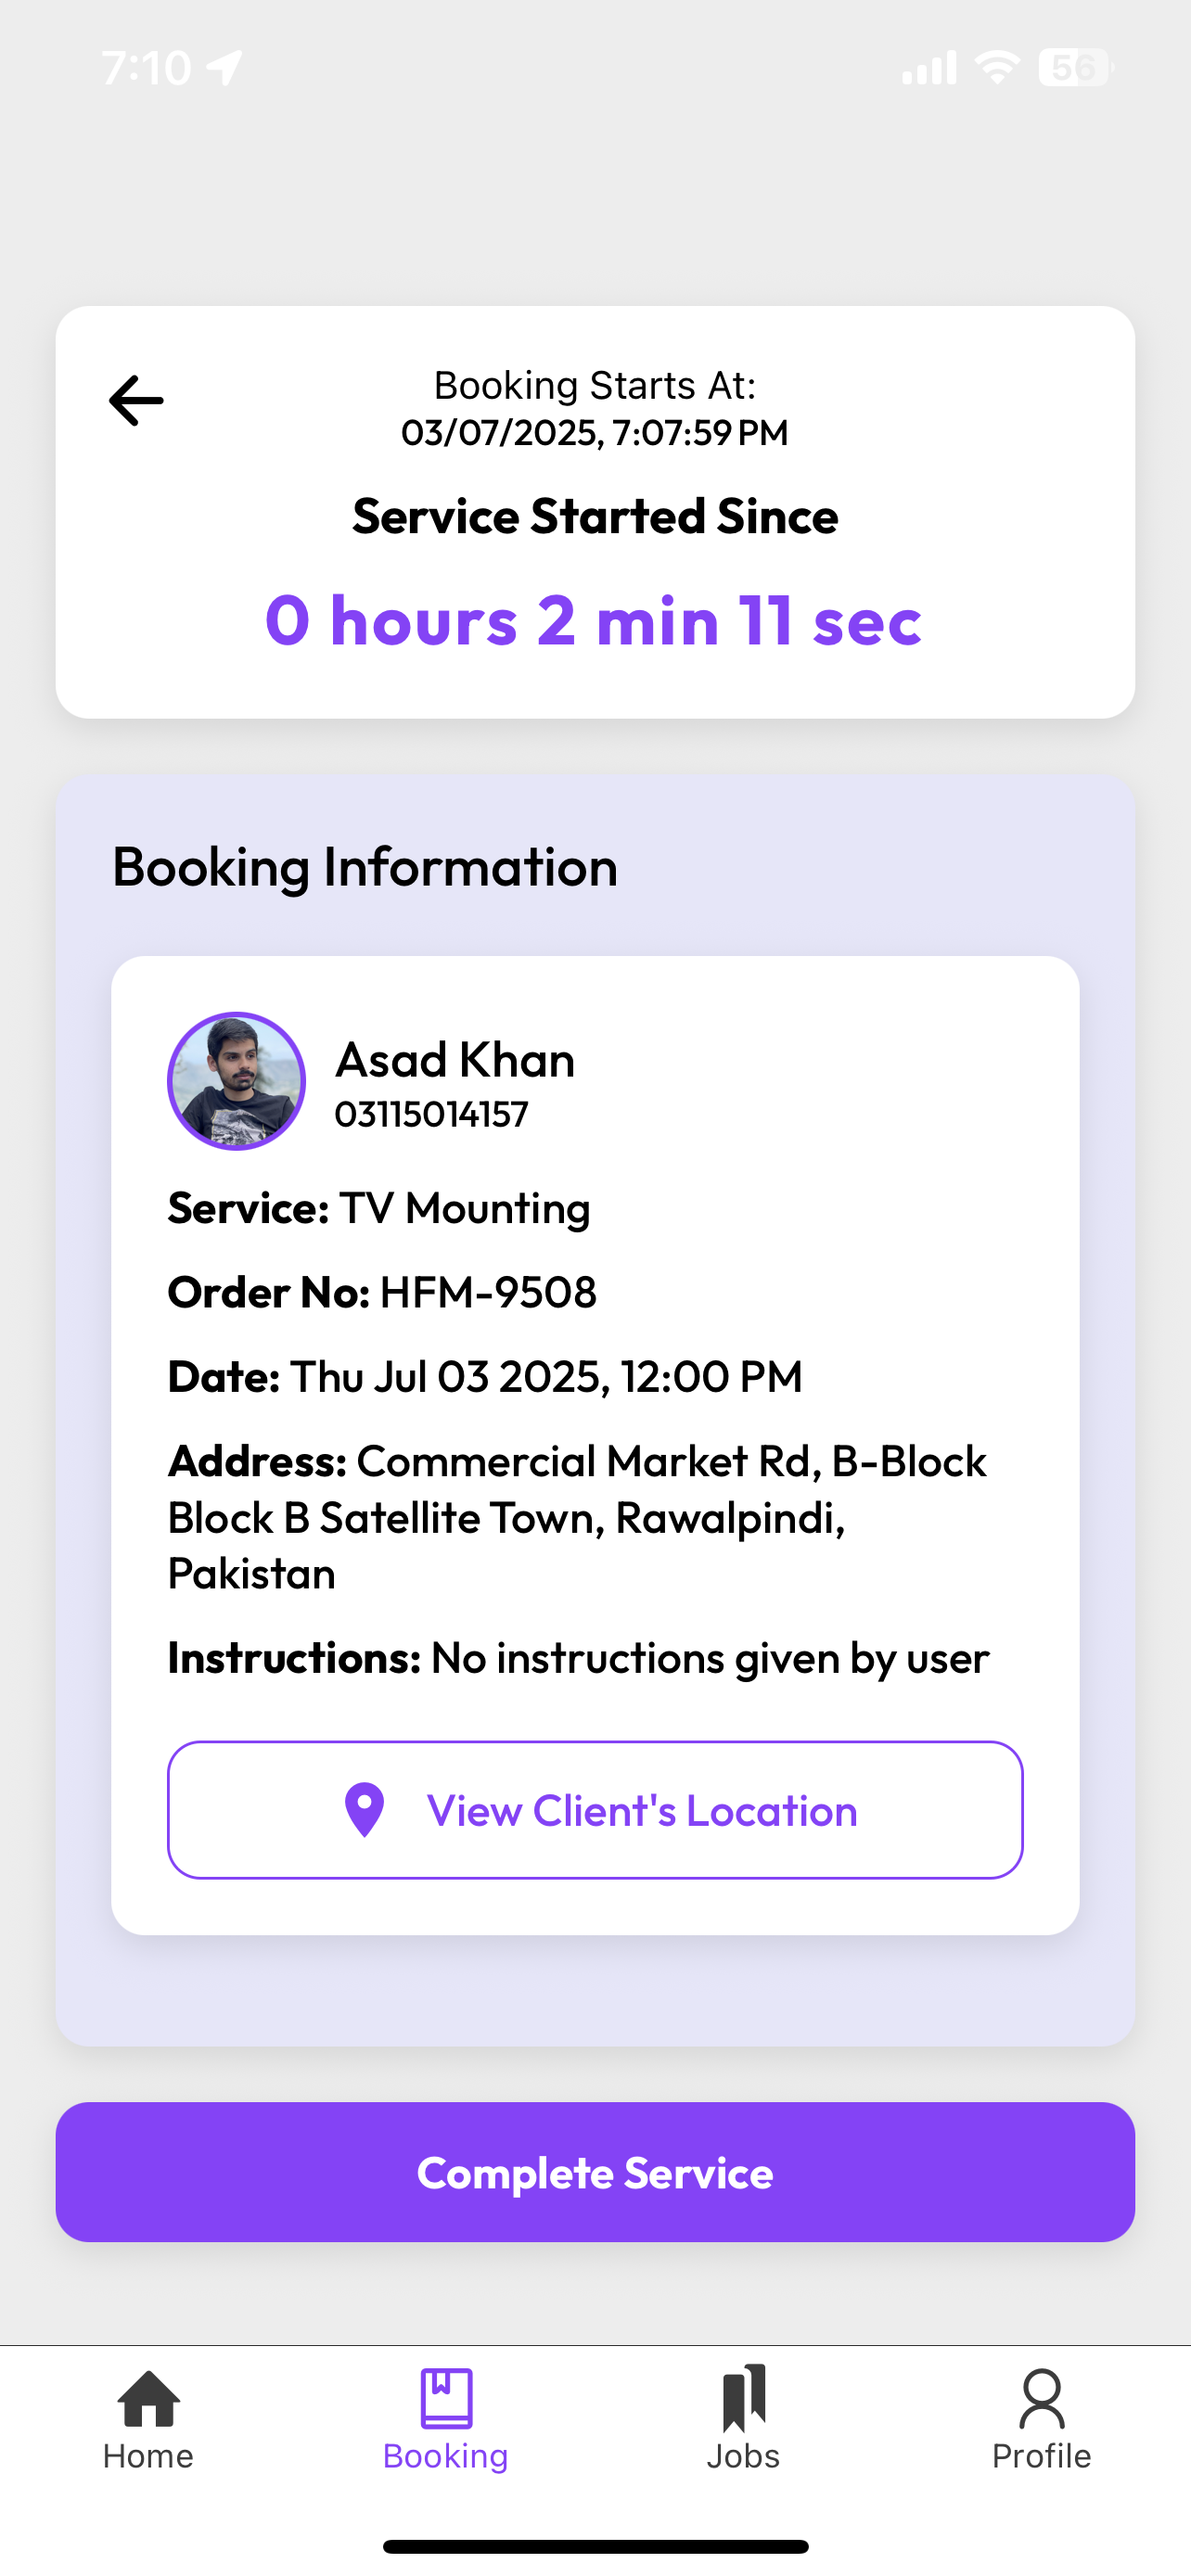 7:10
56
Booking Starts At:
03/07/2025, 7:07:59 PM
Service Started Since
0 hours 2 min 11 sec
Booking Information
Asad Khan
03115014157
Service: TV Mounting
Order No: HFM-9508
Date: Thu Jul 03 2025, 12:00 PM
Address: Commercial Market Rd, B-Block
Block B Satellite Town, Rawalpindi,
Pakistan
Instructions: No instructions given by user
View Client's Location
Complete Service
Home
Booking
Jobs
Profile